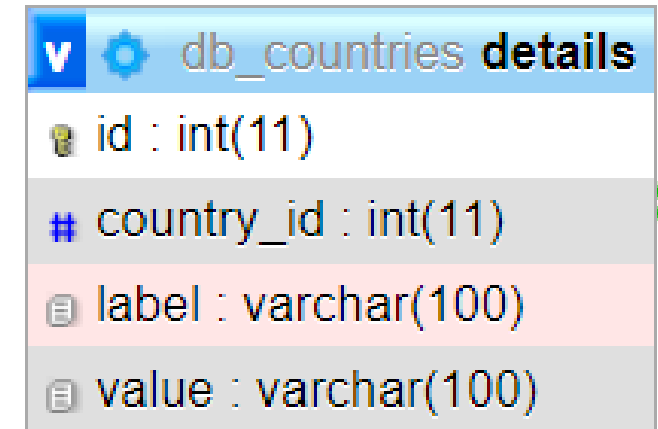 v db_countries details
id : int(11)
# country_id : int(11)
label : varchar(100)
value : varchar(100)